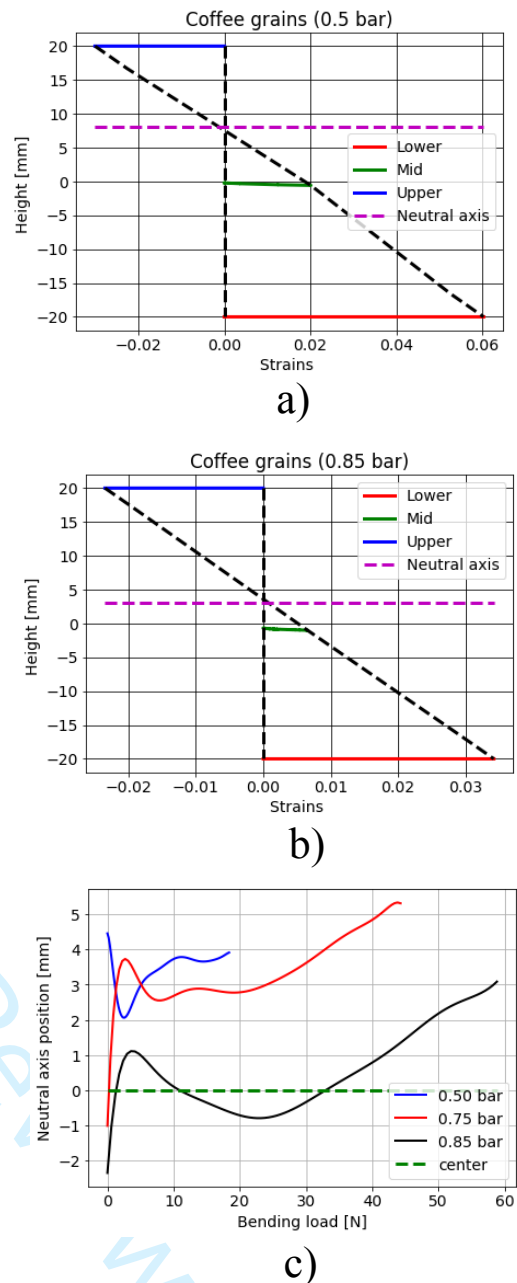 Coffee grains (0.5 bar)
Height [mm]
20
15
10
5
0
−5
−10
−15
−20
Lower
Mid
Upper
Neutral axis
−0.02 0.00 0.02 0.04 0.06
Strains
a)
Coffee grains (0.85 bar)
Height [mm]
20
15
10
5
0
−5
−10
−15
−20
Lower
Mid
Upper
Neutral axis
−0.02 −0.01 0.00 0.01 0.02 0.03
Strains
b)
Neutral axis position [mm]
5
4
3
2
1
0
−1
−2
0.50 bar
0.75 bar
0.85 bar
center
0 10 20 30 40 50 60
Bending load [N]
c)